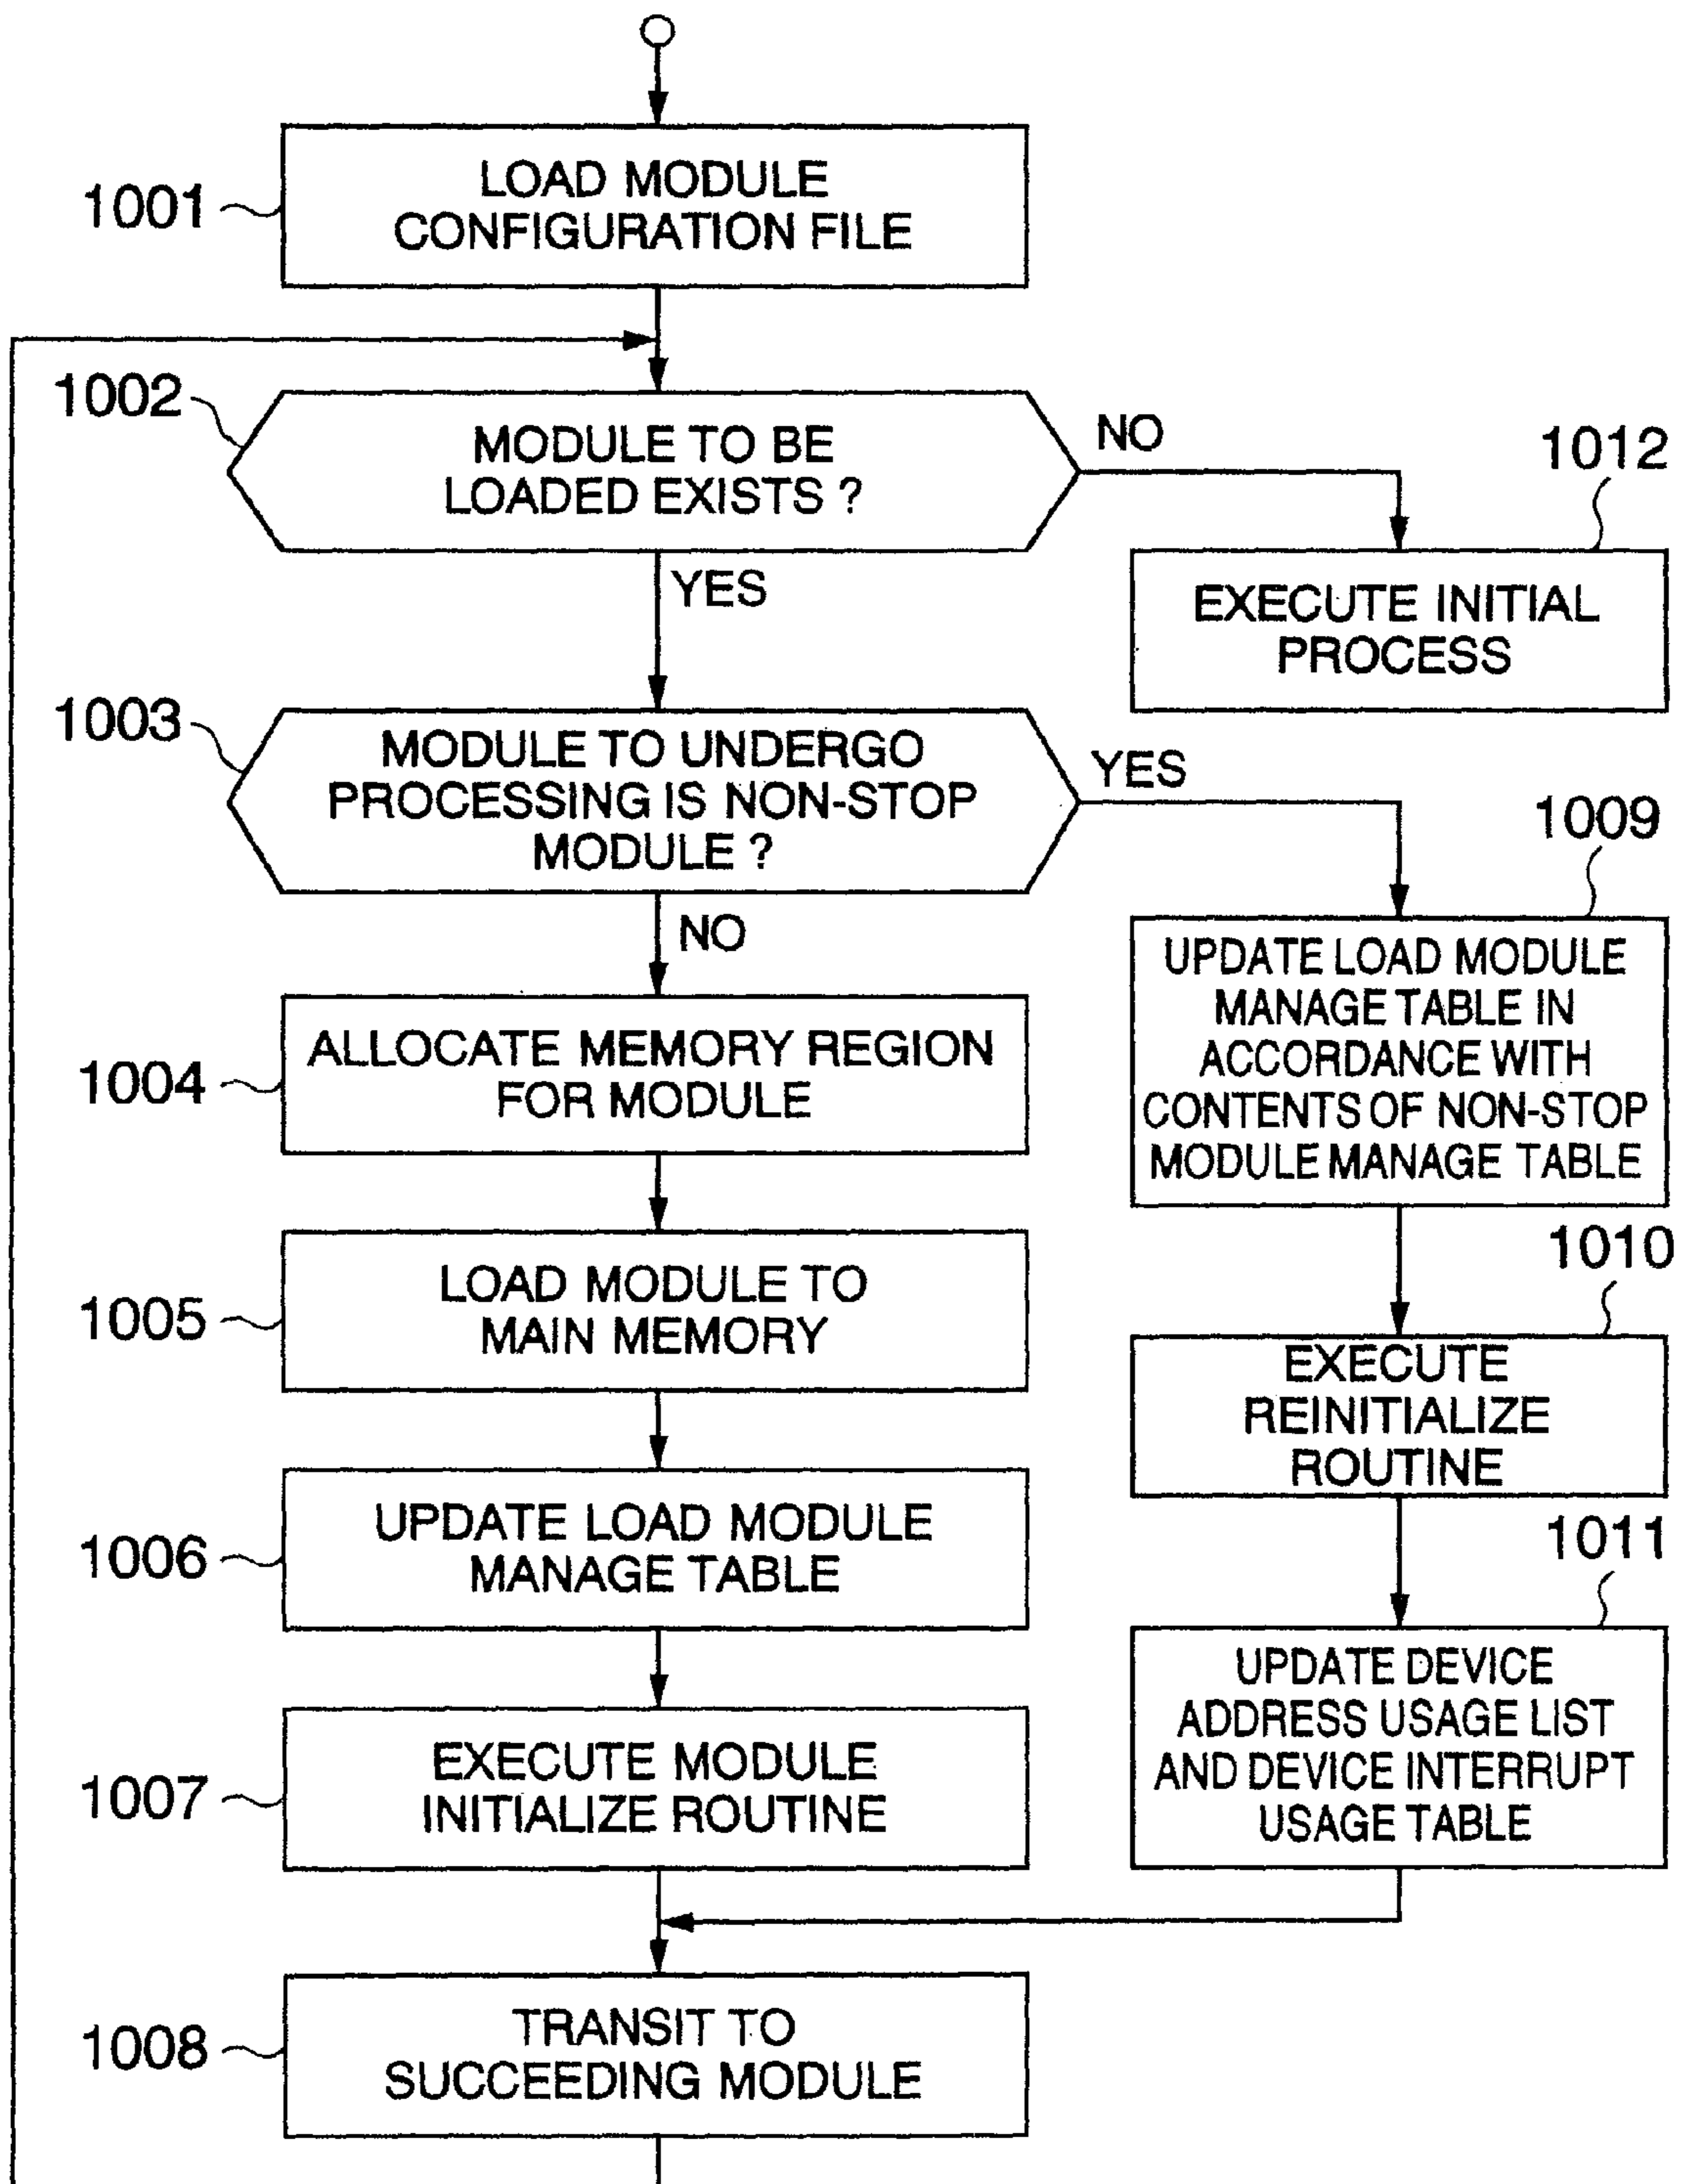 1001
LOAD MODULE
CONFIGURATION FILE
1002
MODULE TO BE
LOADED EXISTS ?
NO
1012
EXECUTE INITIAL
PROCESS
YES
1003
MODULE TO UNDERGO
PROCESSING IS NON-STOP
MODULE ?
YES
1009
UPDATE LOAD MODULE
MANAGE TABLE IN
ACCORDANCE WITH
CONTENTS OF NON-STOP
MODULE MANAGE TABLE
NO
1004
ALLOCATE MEMORY REGION
FOR MODULE
1005
LOAD MODULE TO
MAIN MEMORY
1010
EXECUTE
REINITIALIZE
ROUTINE
1006
UPDATE LOAD MODULE
MANAGE TABLE
1011
UPDATE DEVICE
ADDRESS USAGE LIST
AND DEVICE INTERRUPT
USAGE TABLE
1007
EXECUTE MODULE
INITIALIZE ROUTINE
1008
TRANSIT TO
SUCCEEDING MODULE